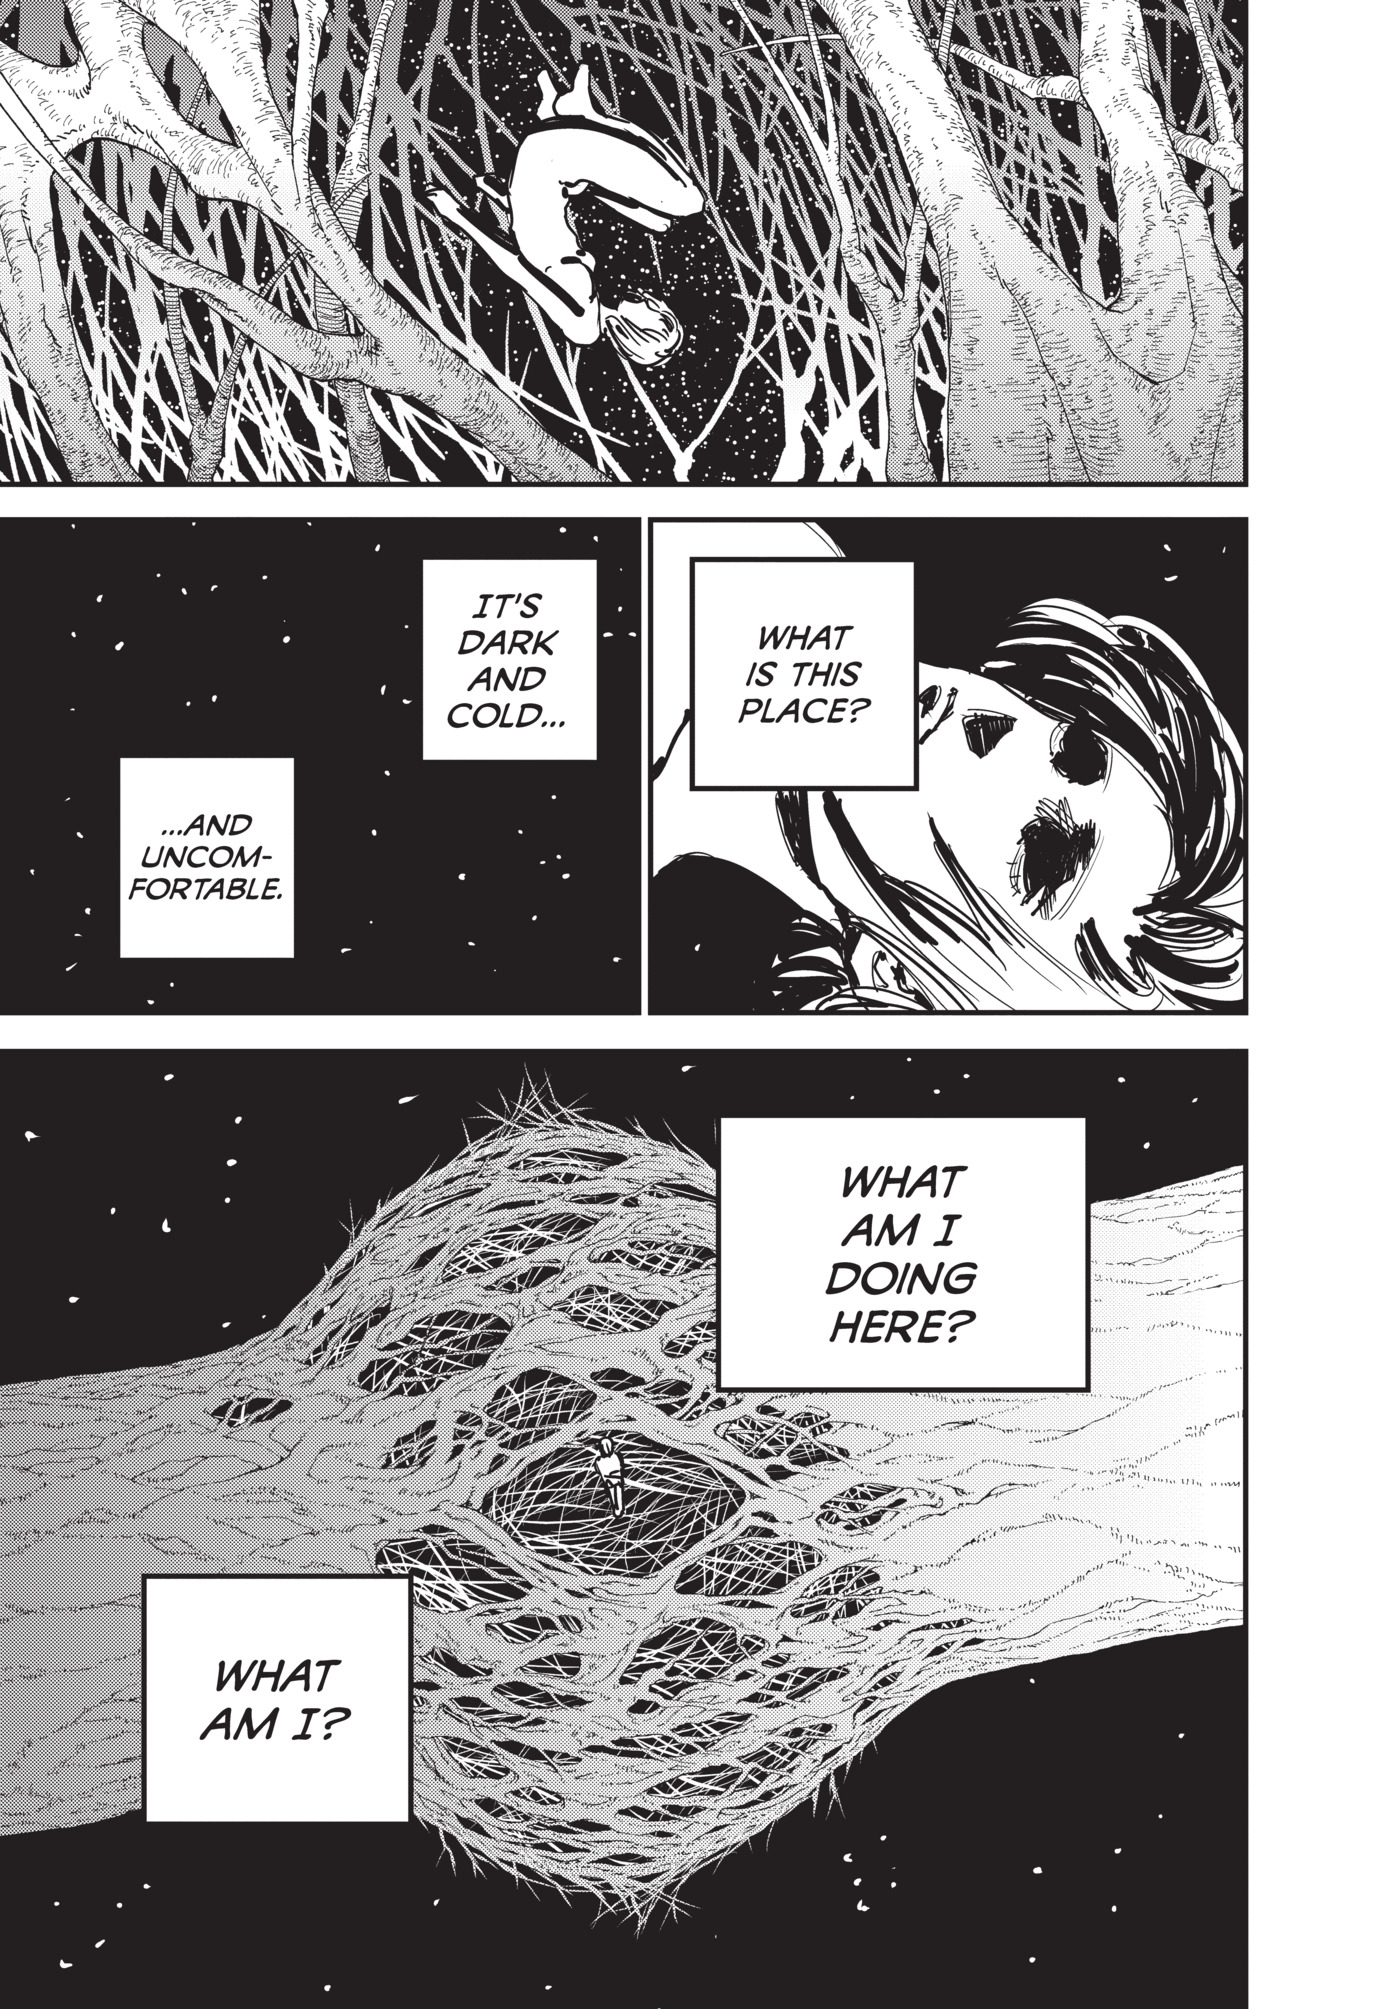 WHAT
IS THIS
PLACE?
IT'S
DARK
AND
COLD...
...AND
UNCOM-
FORTABLE.
WHAT
AM I
DOING
HERE?
WHAT
AM I?